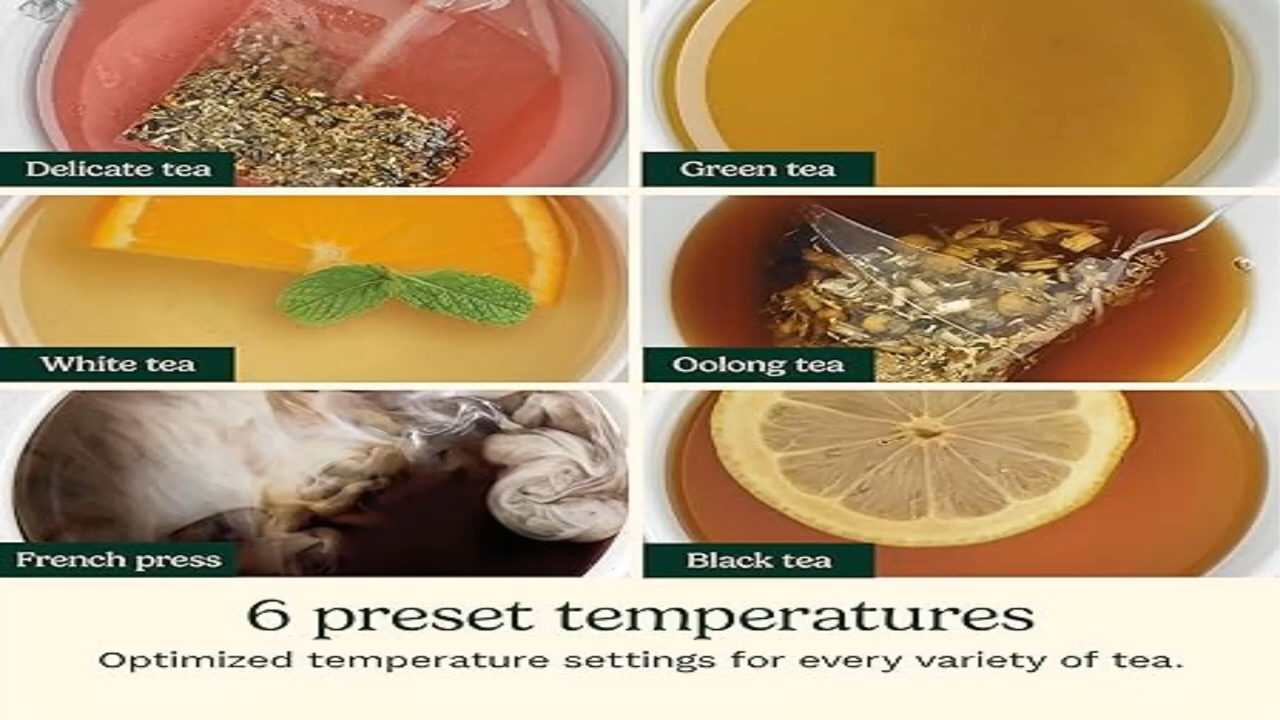 Delicate tea
Green tea
White tea
Oolong tea
French press
Black tea
6 preset temperatures
Optimized temperature settings for every variety of tea.